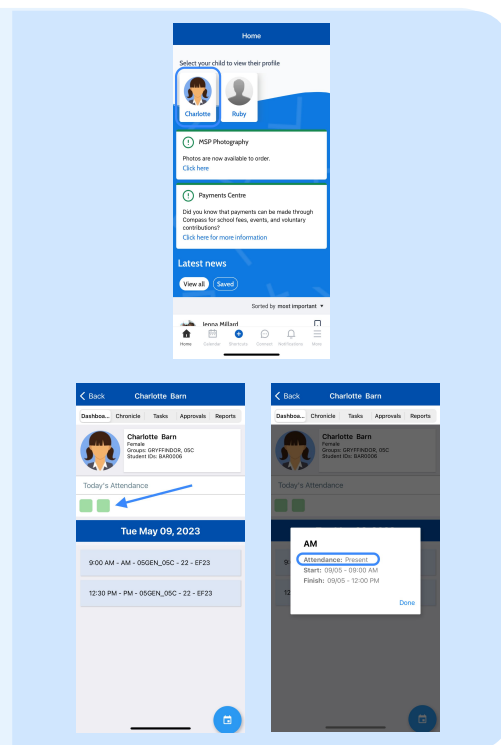 Home
Select your child to view their profile
Charlotte
Ruby
MSP Photography
Photos are now available to order.
Click here
Payments Centre
Did you know that payments can be made through
Compass for school fees, events, and voluntary
contributions?
Click here for more information
Latest news
View all
Saved
Sorted by most important
Jenna Millard
Home Calendar Shortcuts Consent Notifications More
Back
Charlotte Barn
Dashboa... Chronicle Tasks Approvals Reports
Charlotte Barn
Female
Groups: GRYFFINDOR, 05C
Student IDs: BAR0006
Today's Attendance
Tue May 09, 2023
9:00 AM - AM - 05GEN_05C - 22 - EF23
12:30 PM - PM - 05GEN_05C - 22 - EF23
Back
Charlotte Barn
Dashboa... Chronicle Tasks Approvals Reports
Charlotte Barn
Female
Groups: GRYFFINDOR, 05C
Student IDs: BAR0006
Today's Attendance
AM
Attendance: Present
Start: 09/05 - 09:00 AM
Finish: 09/05 - 12:00 PM
Done